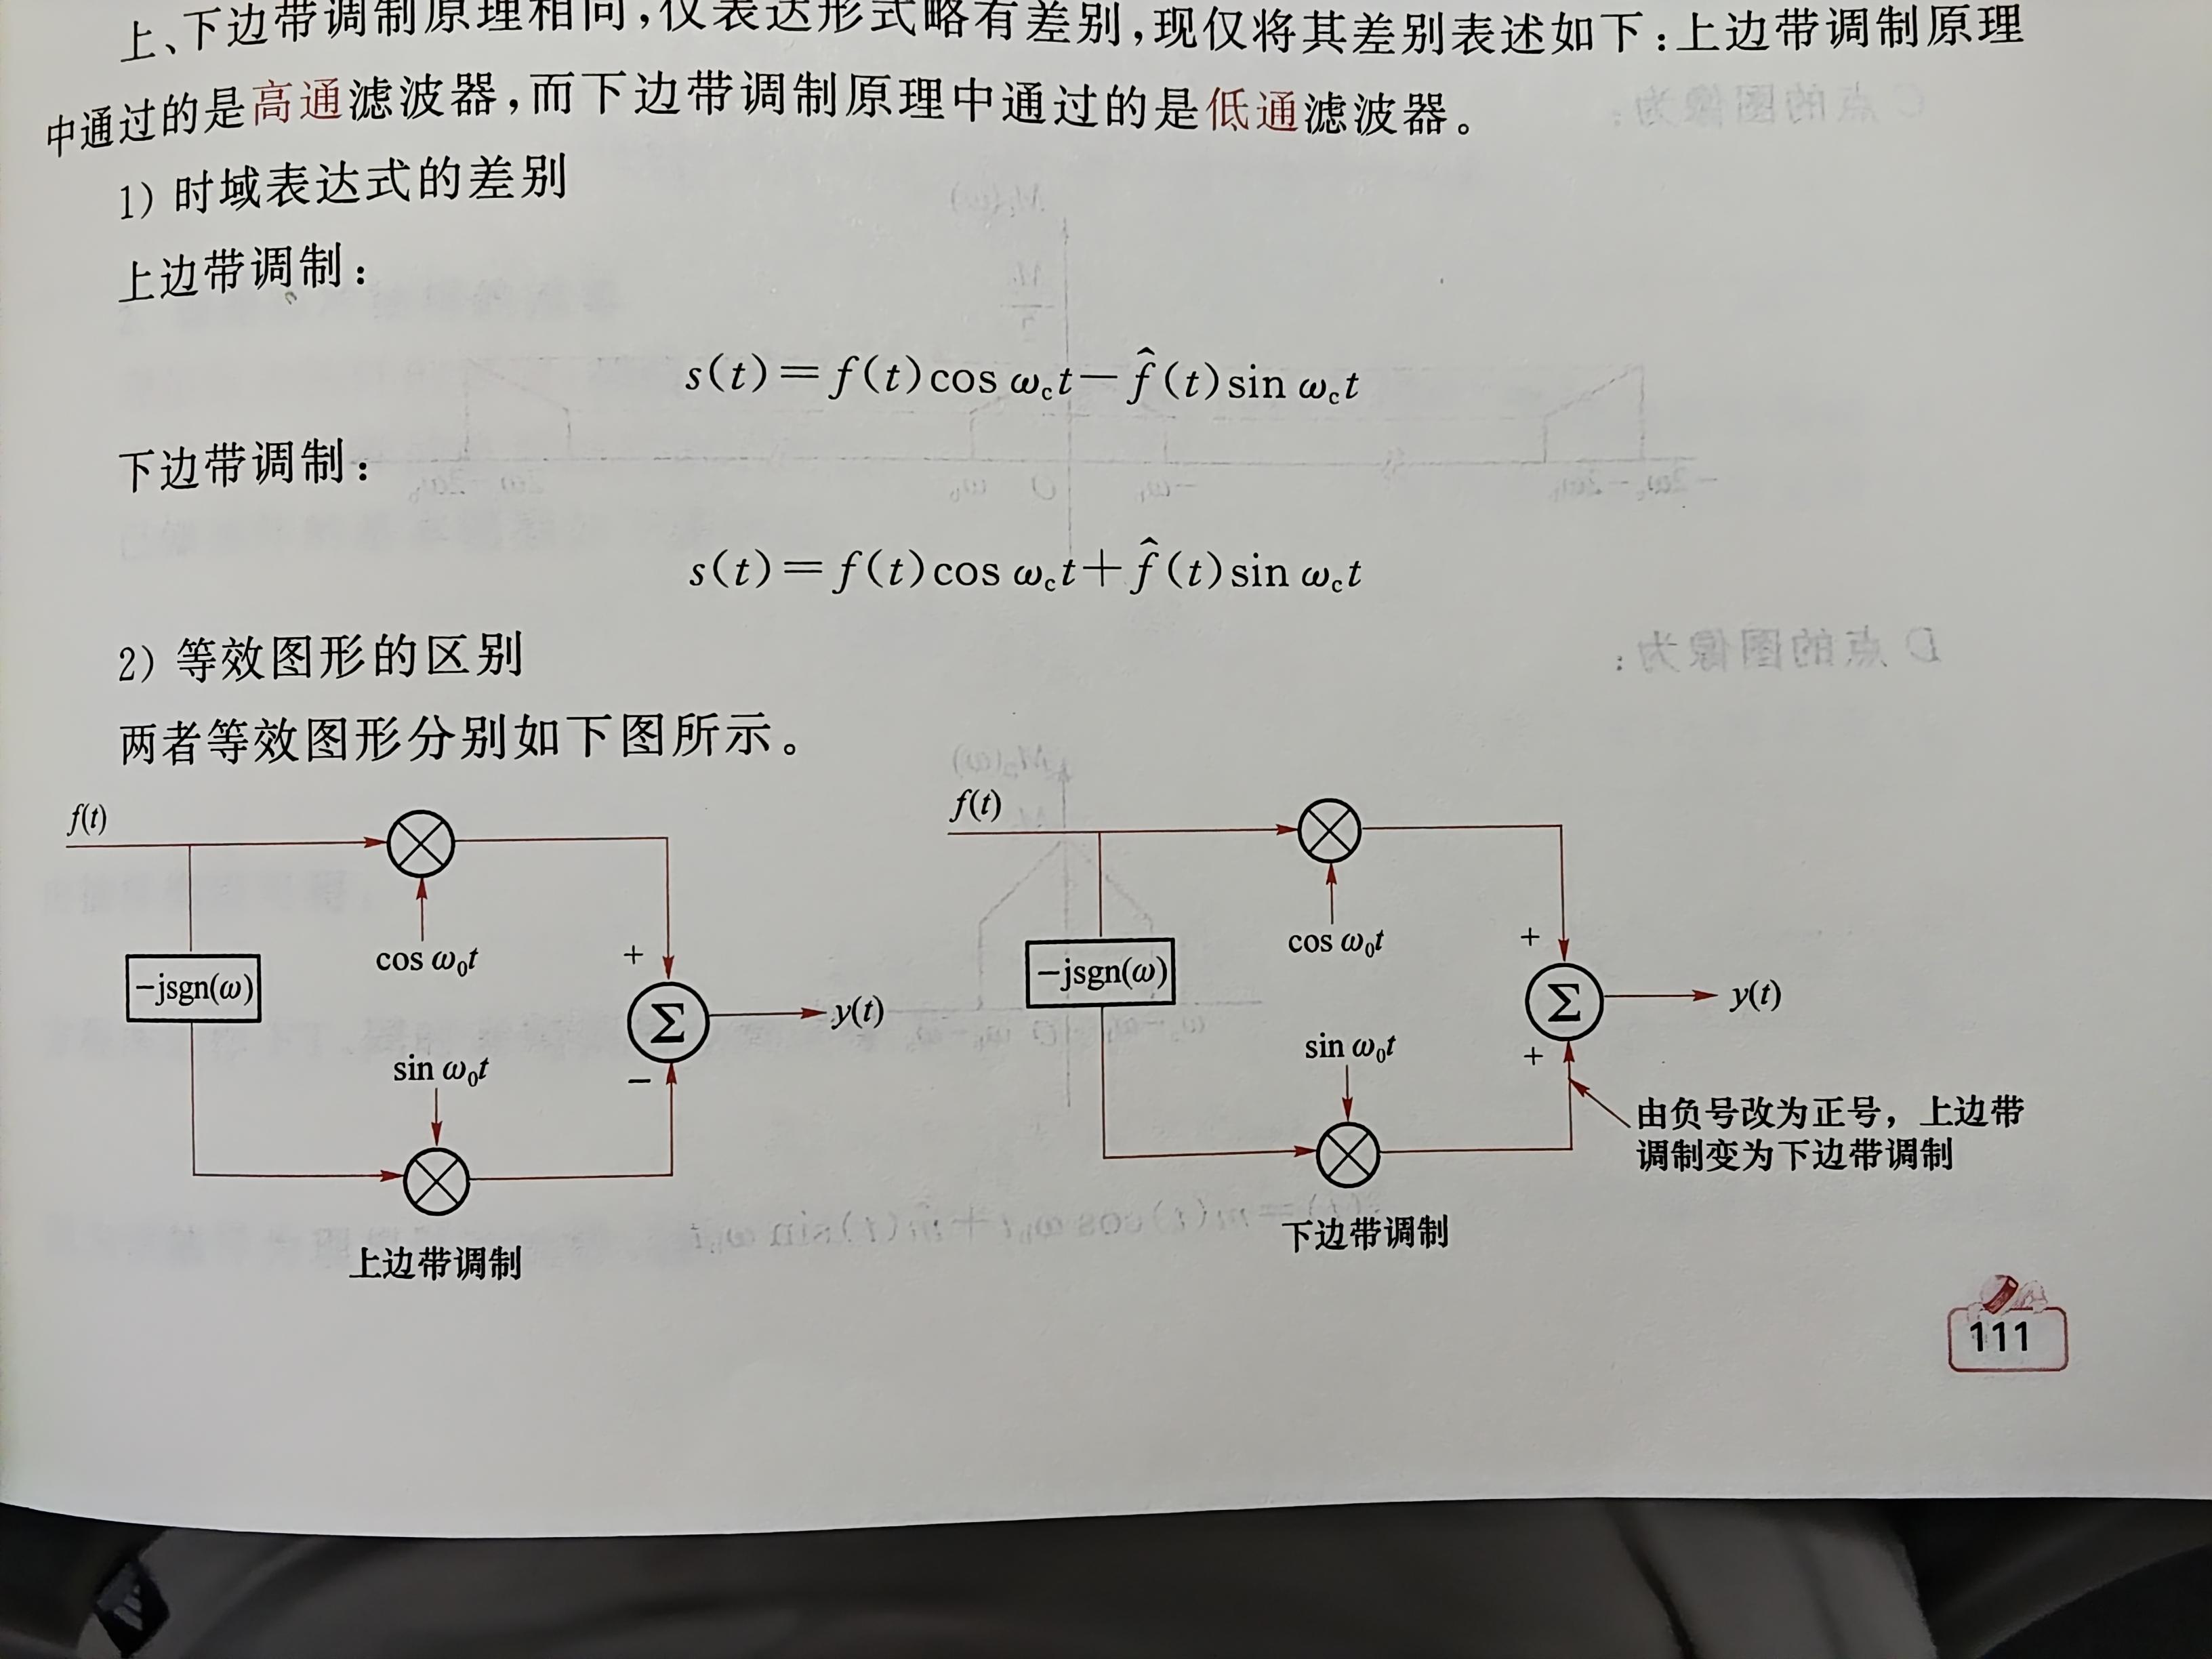 上、下边带调制原理相同,仅表达形式略有差别,现仅将其差别表述如下:上边带调制原理
中通过的是高通滤波器,而下边带调制原理中通过的是低通滤波器。
1) 时域表达式的差别
上边带调制:
s(t)=f(t)cos ω_c t−f̂(t)sin ω_c t
下边带调制:
s(t)=f(t)cos ω_c t+f̂(t)sin ω_c t
2) 等效图形的区别
两者等效图形分别如下图所示。
f(t)
cos ω₀t
−jsgn(ω)
+
Σ
y(t)
sin ω₀t
−
上边带调制
f(t)
cos ω₀t
−jsgn(ω)
+
Σ
y(t)
sin ω₀t
+
由负号改为正号，上边带
调制变为下边带调制
下边带调制
111